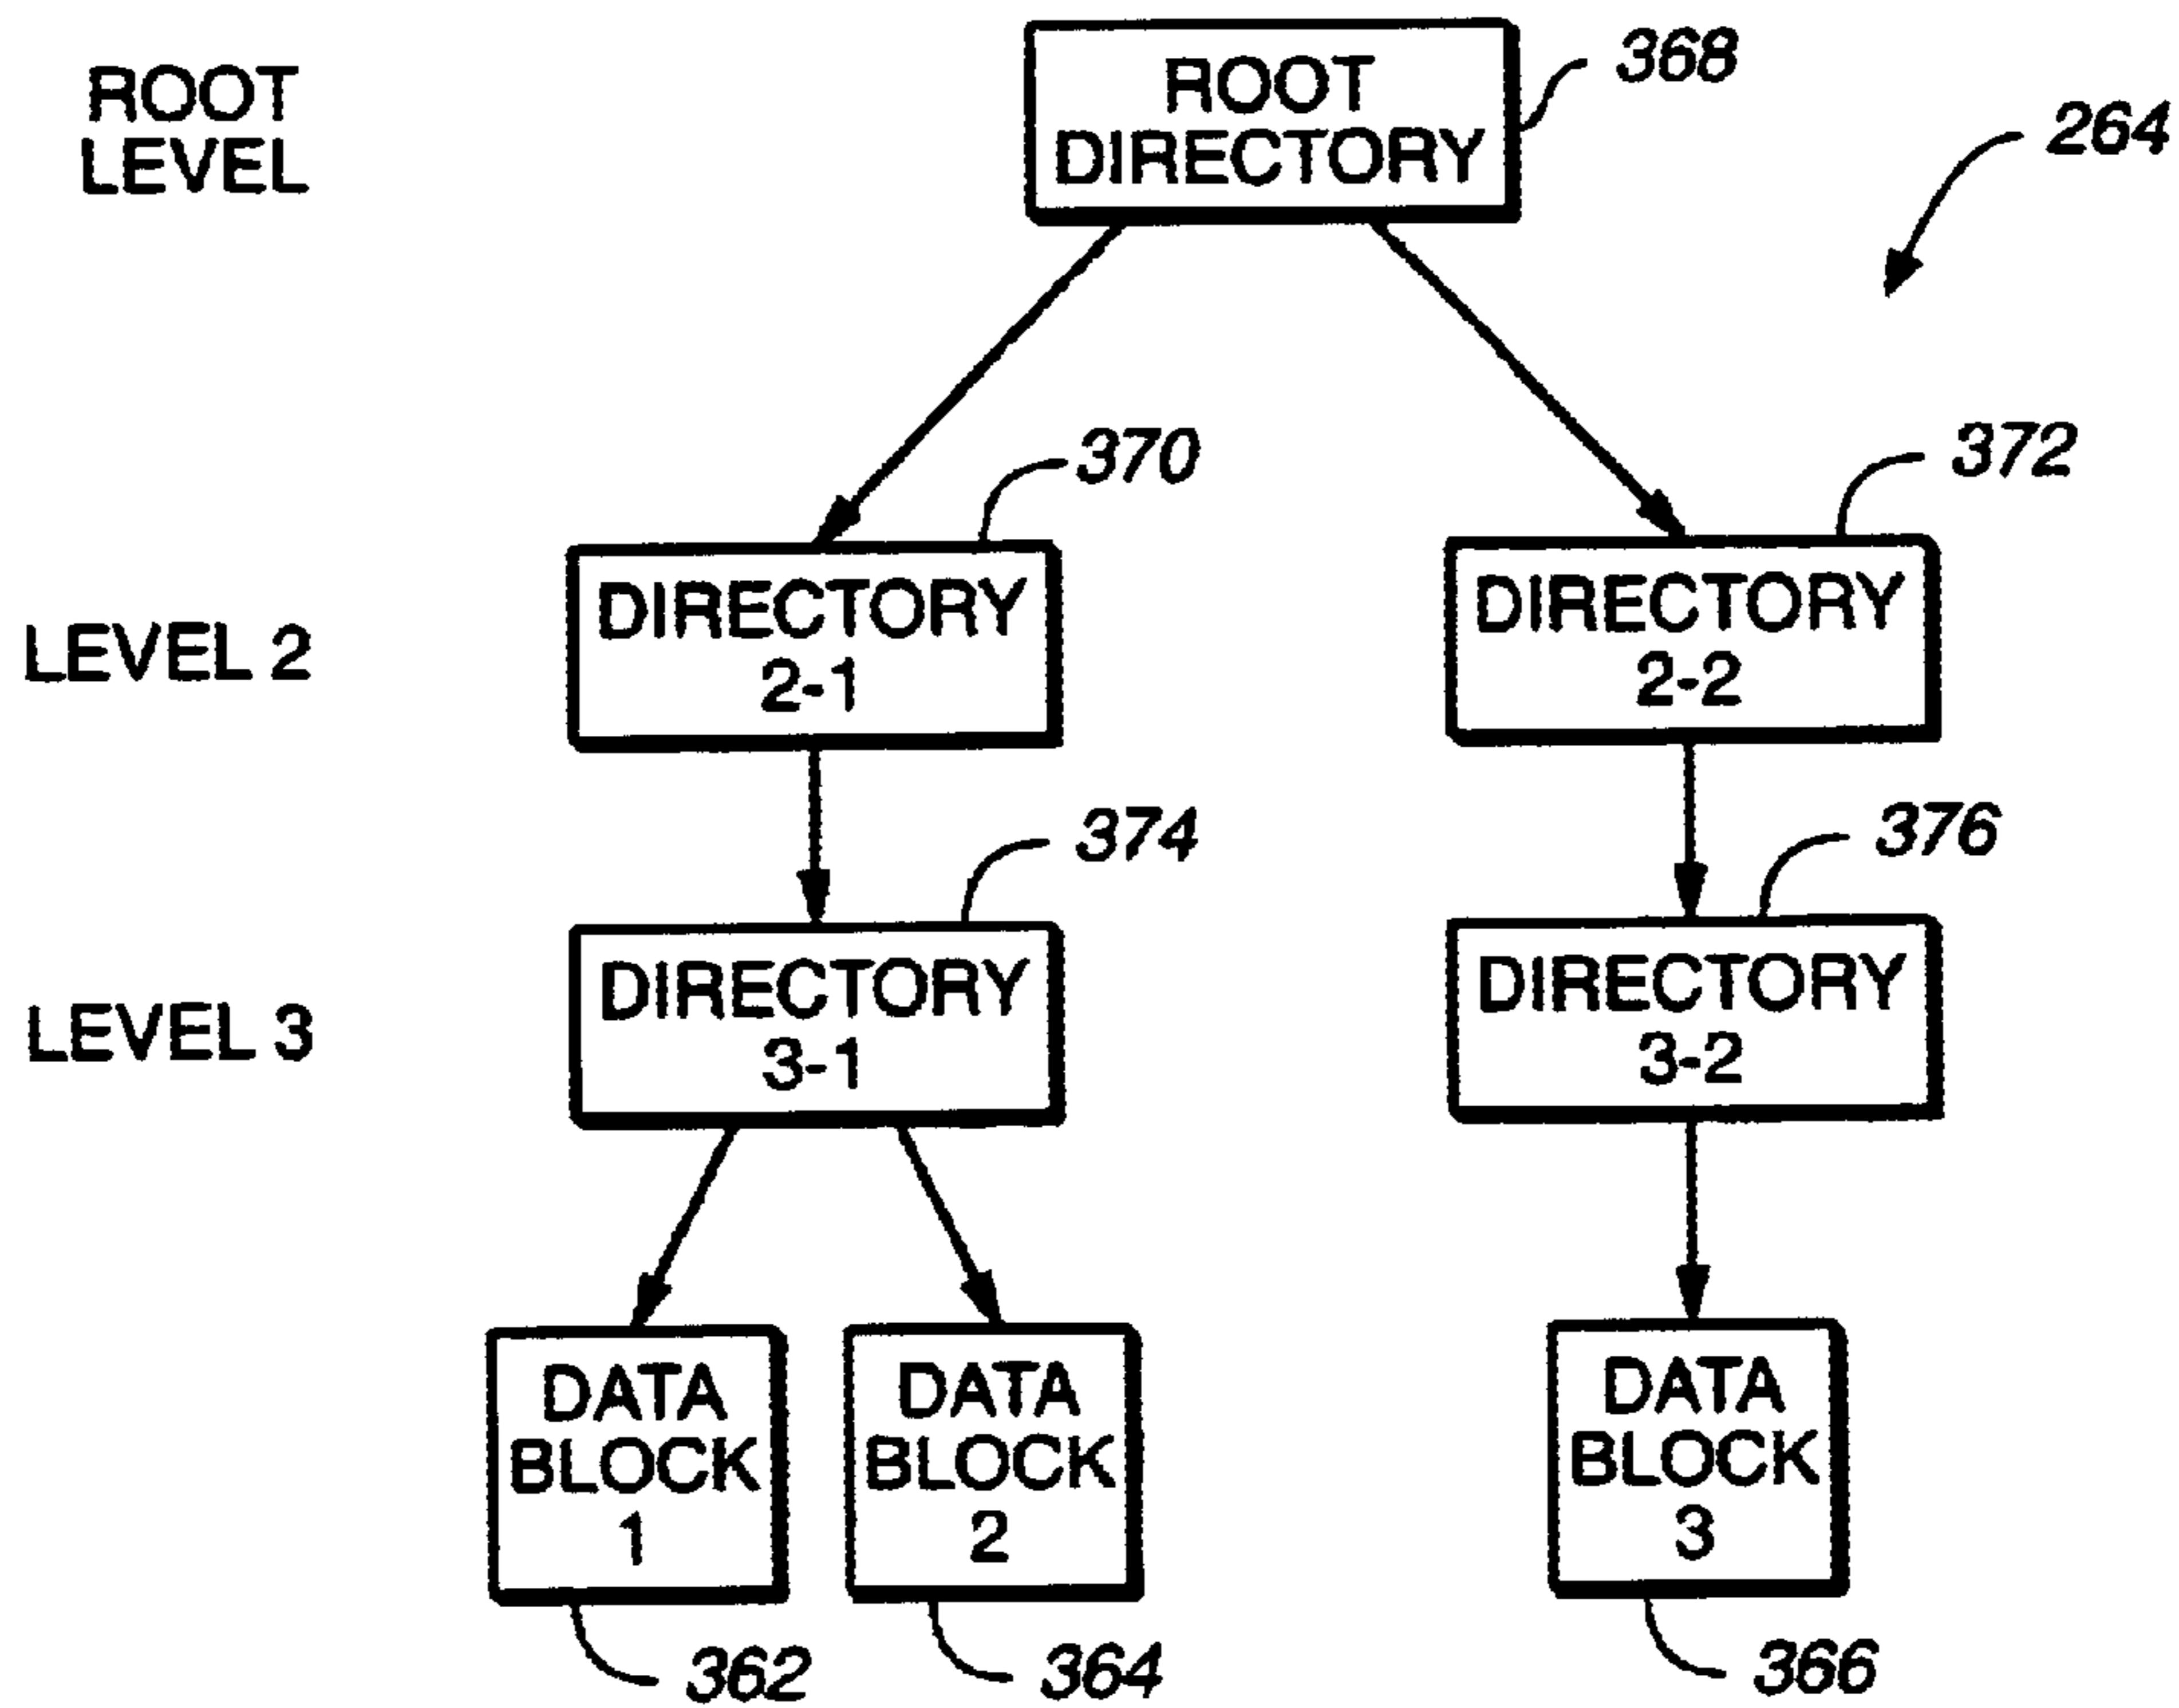 ROOT
LEVEL
ROOT
DIRECTORY
368
264
370
372
LEVEL 2
DIRECTORY
2-1
DIRECTORY
2-2
374
376
LEVEL 3
DIRECTORY
3-1
DIRECTORY
3-2
DATA
BLOCK
1
DATA
BLOCK
2
DATA
BLOCK
3
362
364
366